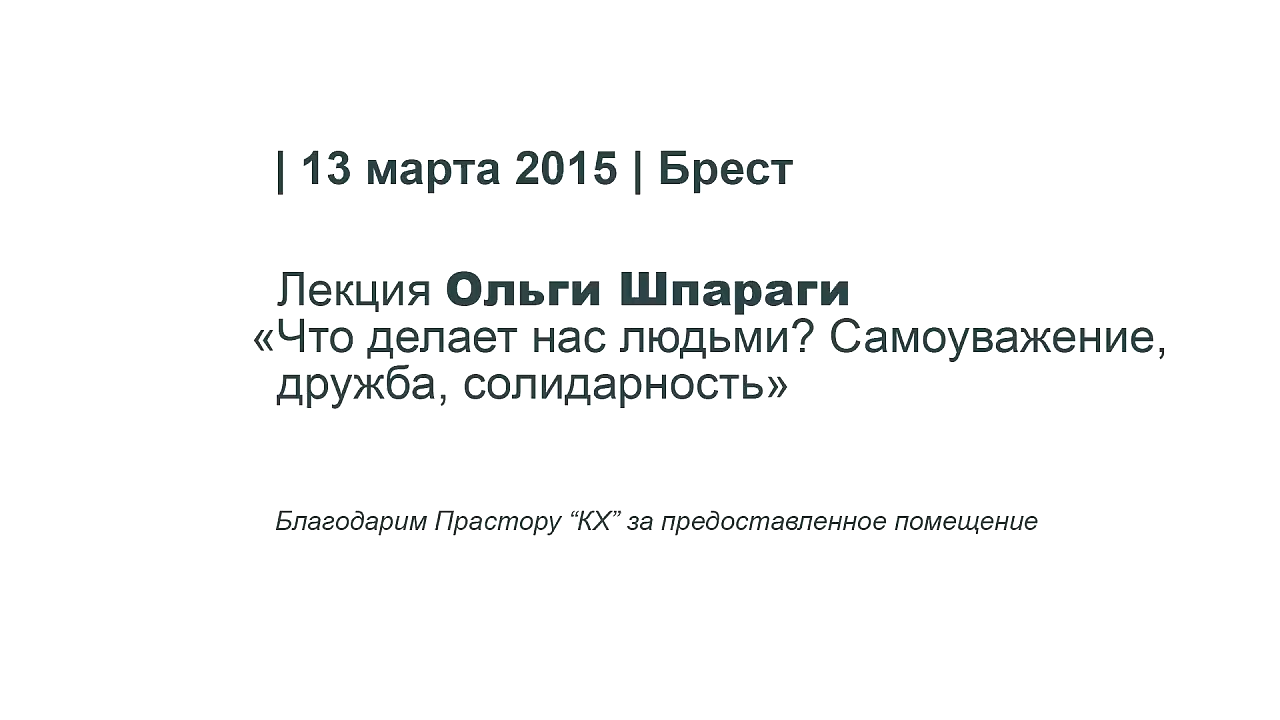 | 13 марта 2015 | Брест
Лекция Ольги Шпараги
«Что делает нас людьми? Самоуважение,
дружба, солидарность»
Благодарим Прастору “КХ” за предоставленное помещение